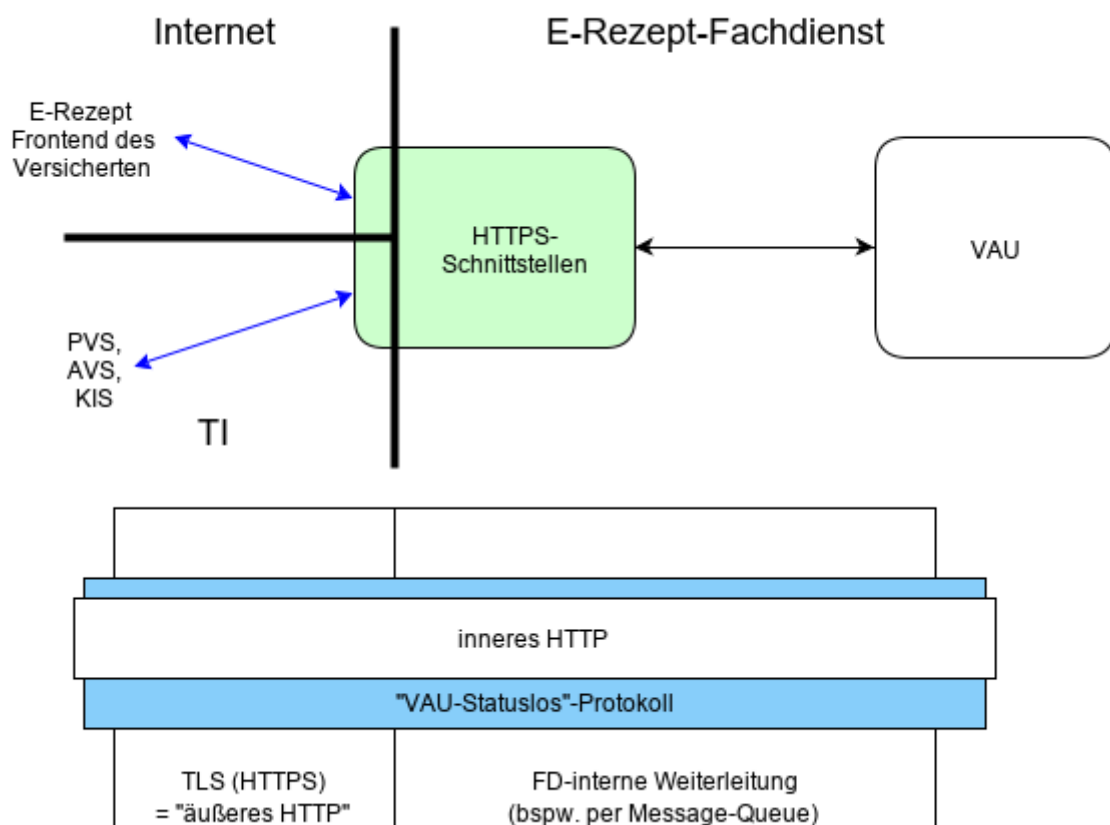 Internet
E-Rezept-Fachdienst
E-Rezept
Frontend des
Versicherten
HTTPS-
Schnittstellen
VAU
PVS,
AVS,
KIS
TI
inneres HTTP
"VAU-Statuslos"-Protokoll
TLS (HTTPS)
= "äußeres HTTP"
FD-interne Weiterleitung
(bspw. per Message-Queue)